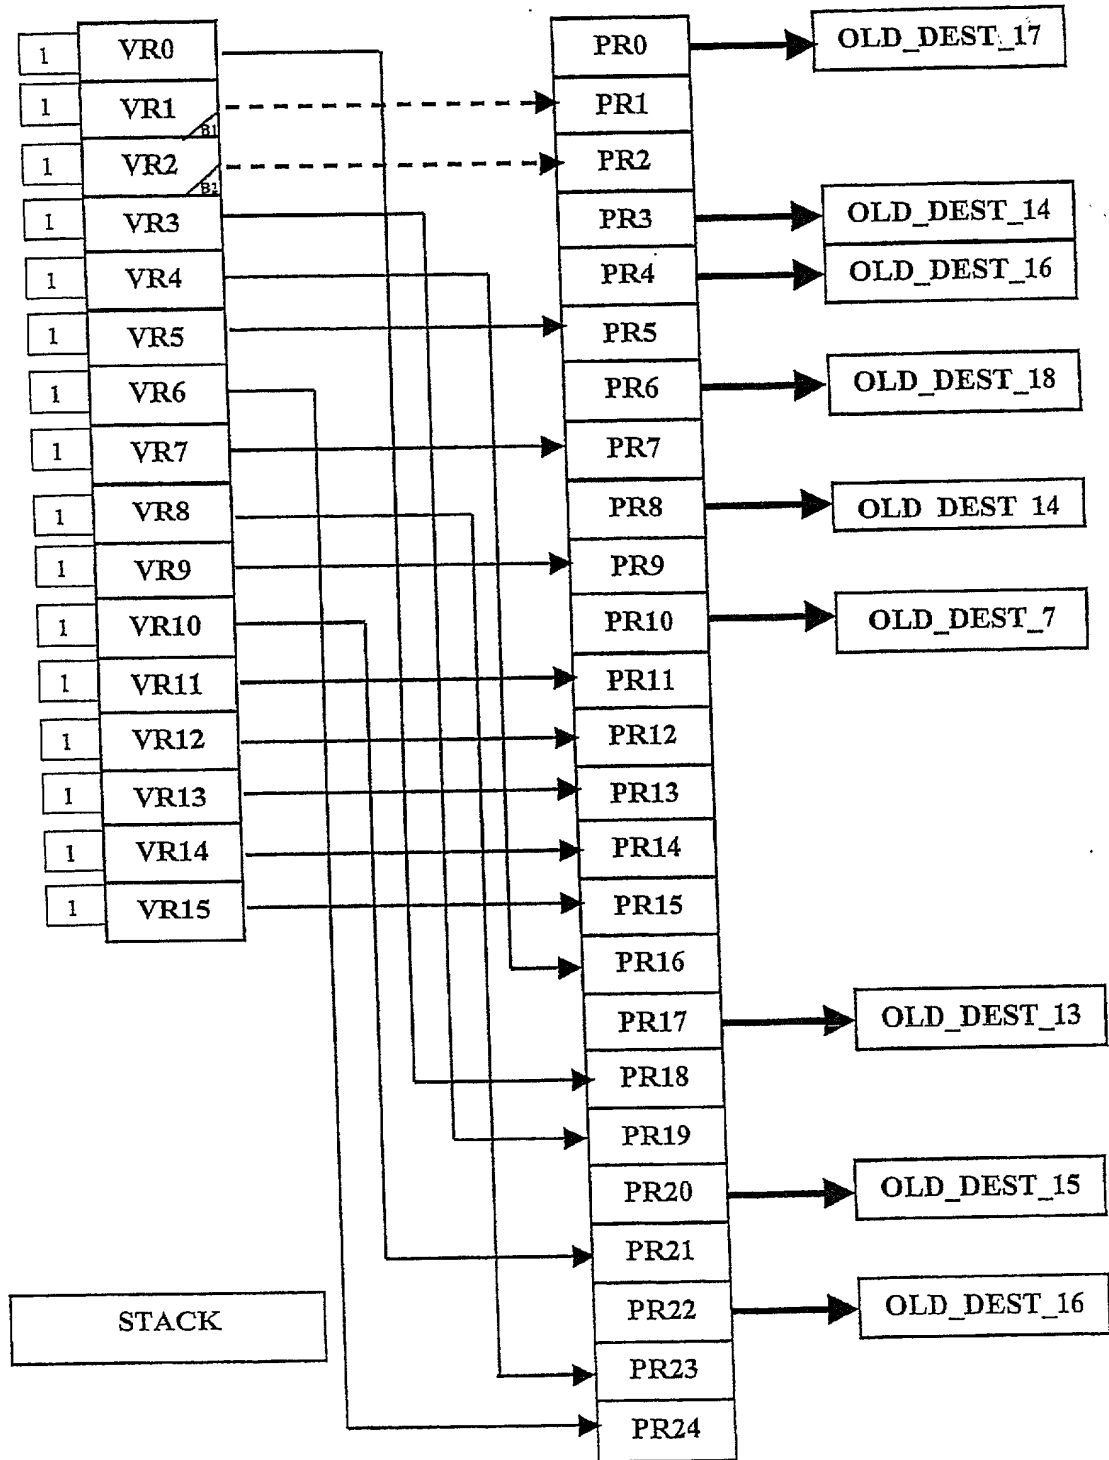 1 VR0 PR0 OLD_DEST_17
1 VR1 B1 PR1
1 VR2 B2 PR2
1 VR3 PR3 OLD_DEST_14
1 VR4 PR4 OLD_DEST_16
1 VR5 PR5
1 VR6 PR6 OLD_DEST_18
1 VR7 PR7
1 VR8 PR8 OLD DEST 14
1 VR9 PR9
1 VR10 PR10 OLD_DEST_7
1 VR11 PR11
1 VR12 PR12
1 VR13 PR13
1 VR14 PR14
1 VR15 PR15
PR16
PR17 OLD_DEST_13
PR18
PR19
PR20 OLD_DEST_15
PR21
STACK PR22 OLD_DEST_16
PR23
PR24